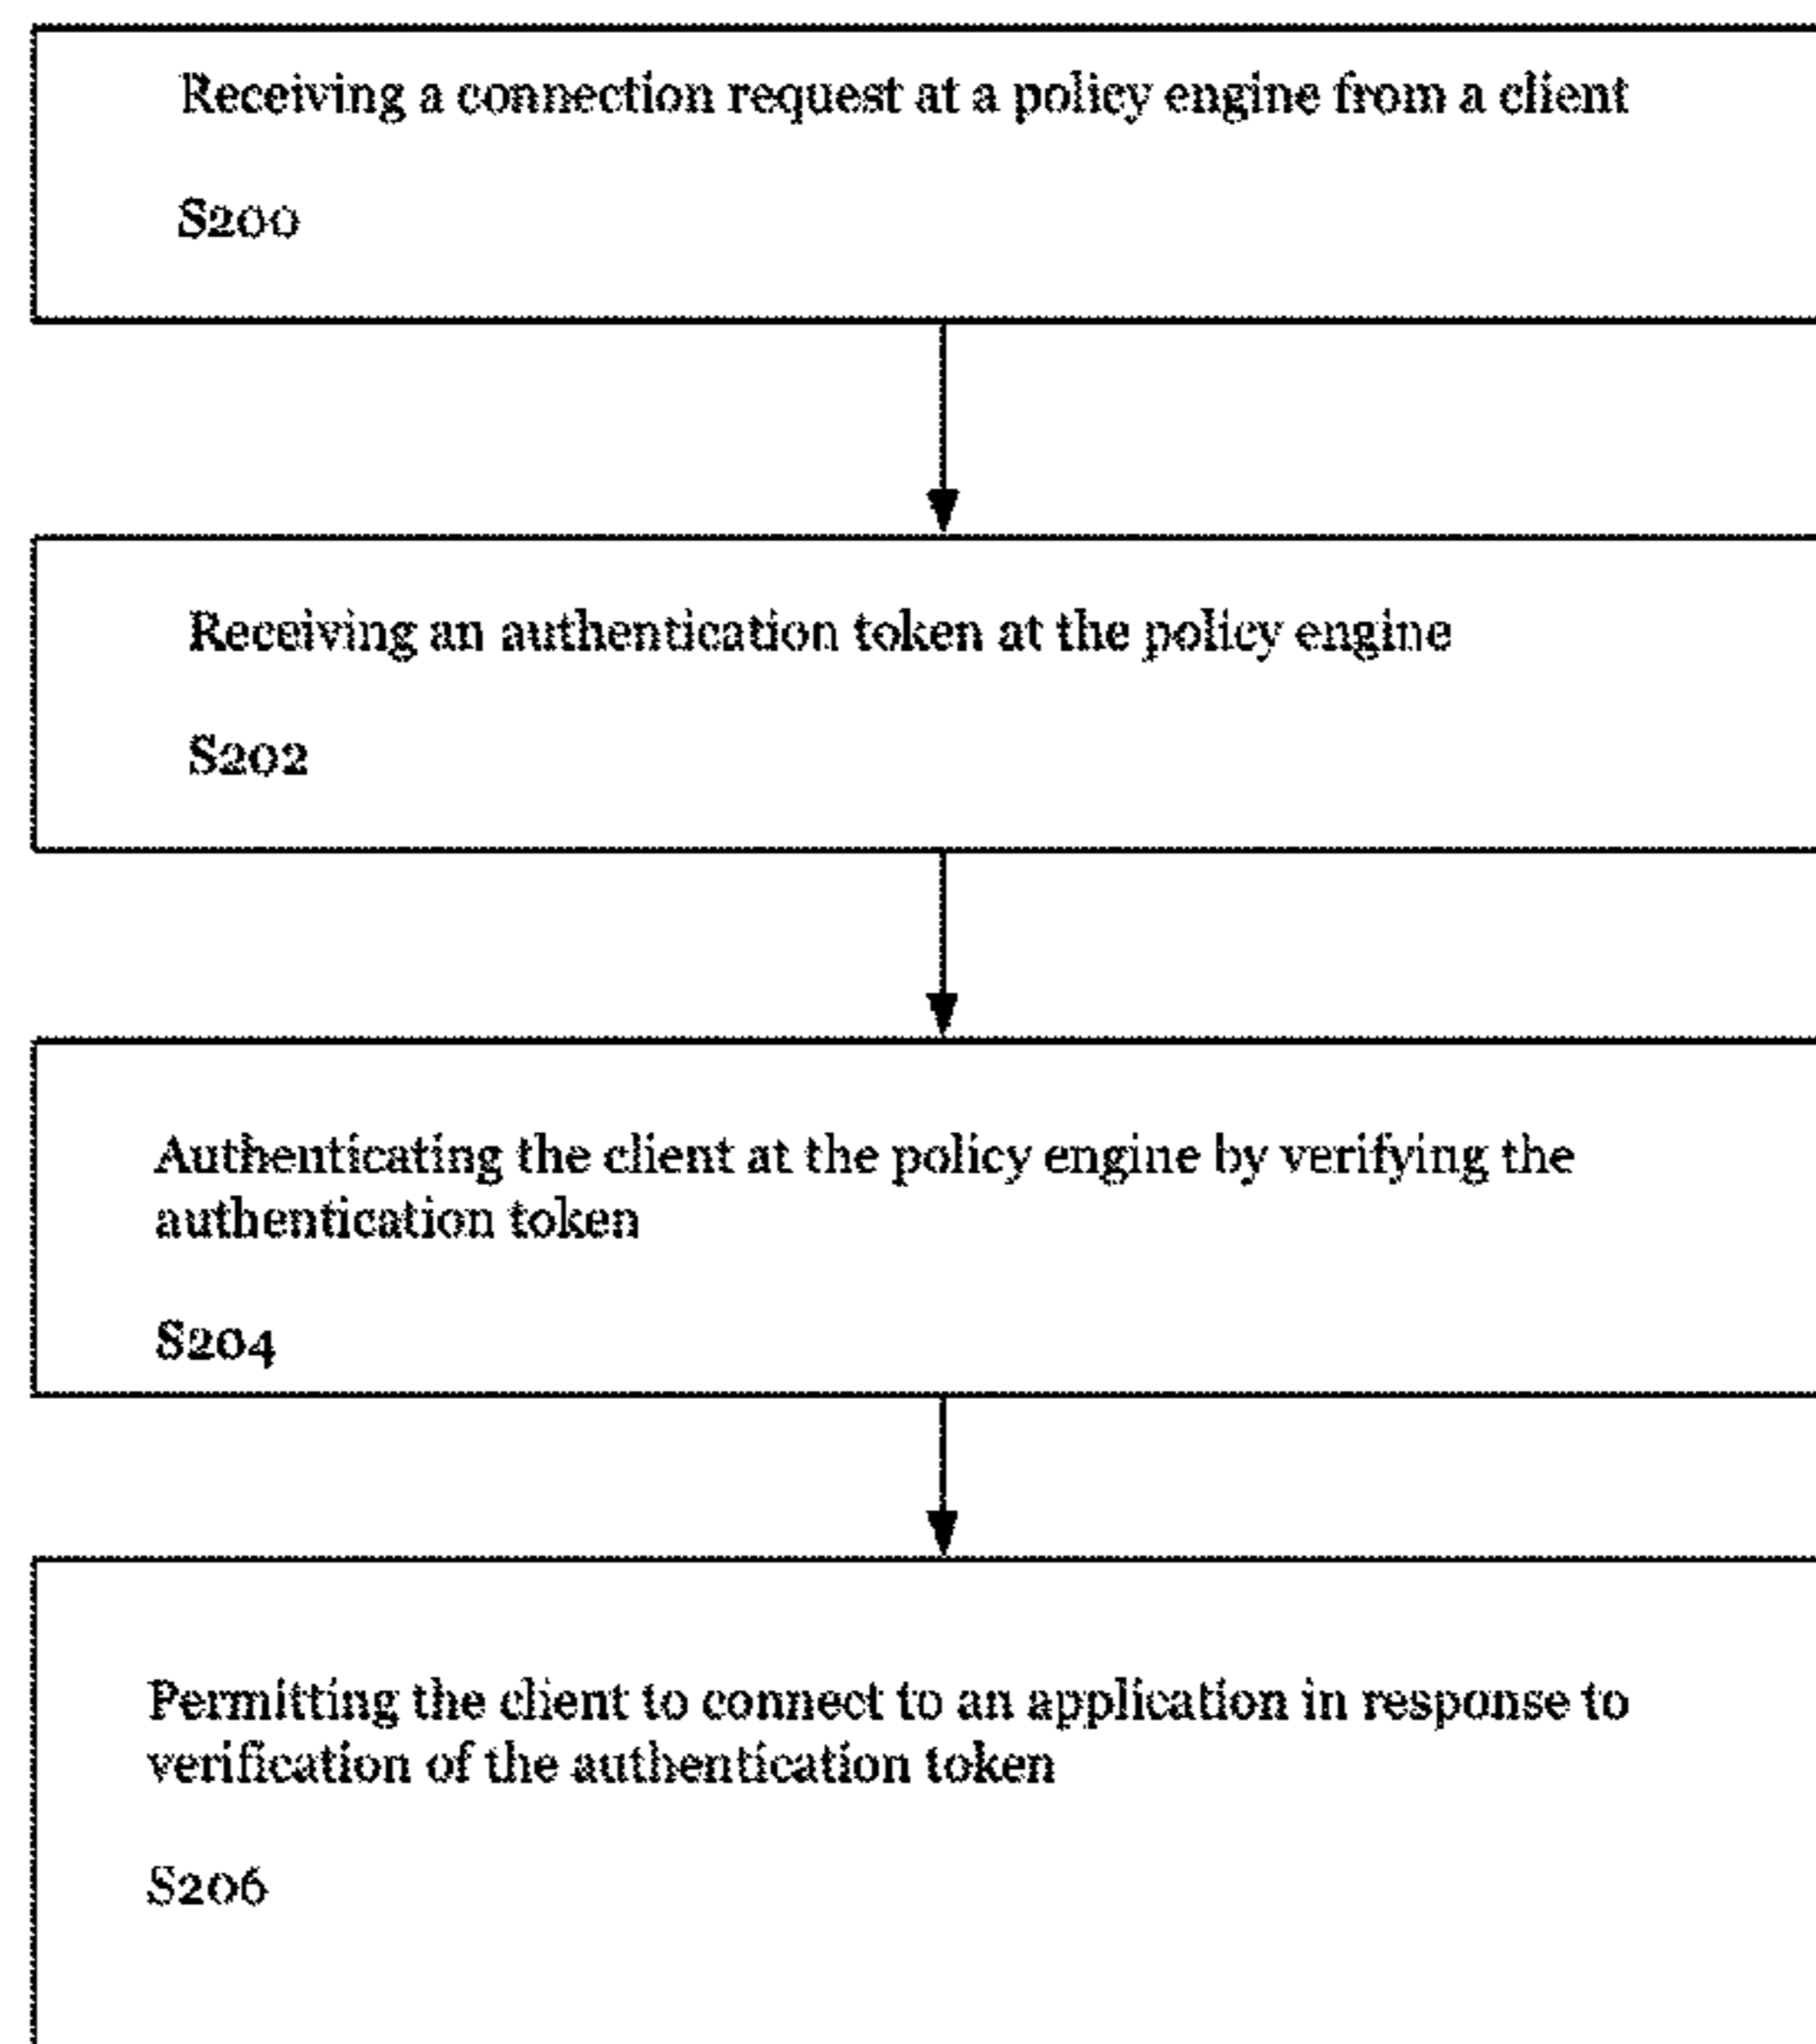 Receiving a connection request at a policy engine from a client
S200
Receiving an authentication token at the policy engine
S202
Authenticating the client at the policy engine by verifying the
authentication token
S204
Permitting the client to connect to an application in response to
verification of the authentication token
S206